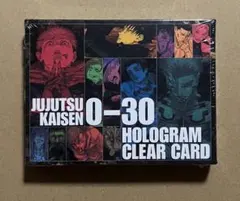 JUJUTSU
KAISEN 0-30
HOLOGRAM
CLEAR CARD